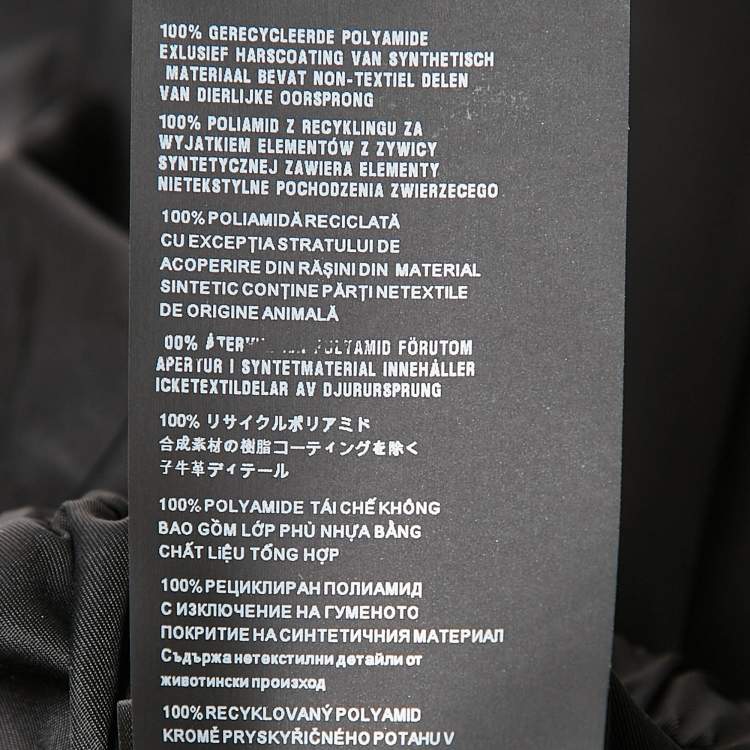 100% GERECYCLEERDE POLYAMIDE
EXLUSIEF HARSCOATING VAN SYNTHETISCH
MATERIAAL BEVAT NON-TEXTIEL DELEN
VAN DIERLIJKE OORSPRONG
100% POLIAMID Z RECYKLINGU ZA
WYJATKIEM ELEMENTÓW Z ZYWICY
SYNTETYCZNEJ ZAWIERA ELEMENTY
NIETEKSTYLNE POCHODZENIA ZWIERZECEGO
100% POLIAMIDĂ RECICLATĂ
CU EXCEPȚIA STRATULUI DE
ACOPERIRE DIN RĂȘINI DIN MATERIAL
SINTETIC CONȚINE PĂRȚI NETEXTILE
DE ORIGINE ANIMALĂ
00% POLYAMID FÖRUTOM
APERTUR I SYNTETMATERIAL INNEHÅLLER
ICKETEXTILDELAR AV DJURURSPRUNG
100% リサイクルポリアミド
合成素材の樹脂コーティングを除く
子牛革ディテール
100% POLYAMIDE TÁI CHẾ KHÔNG
BAO GỒM LỚP PHỦ NHỰA BẰNG
CHẤT LIỆU TỔNG HỢP
100% РЕЦИКЛИРАН ПОЛИАМИД
С ИЗКЛЮЧЕНИЕ НА ГУМЕНОТО
ПОКРИТИЕ НА СИНТЕТИЧНИЯ МАТЕРИАЛ
Съдържа нетекстилни детайли от
животински произход
100% RECYKLOVANÝ POLYAMID
KROMĚ PRYSKYŘIČNÉHO POTAHU V